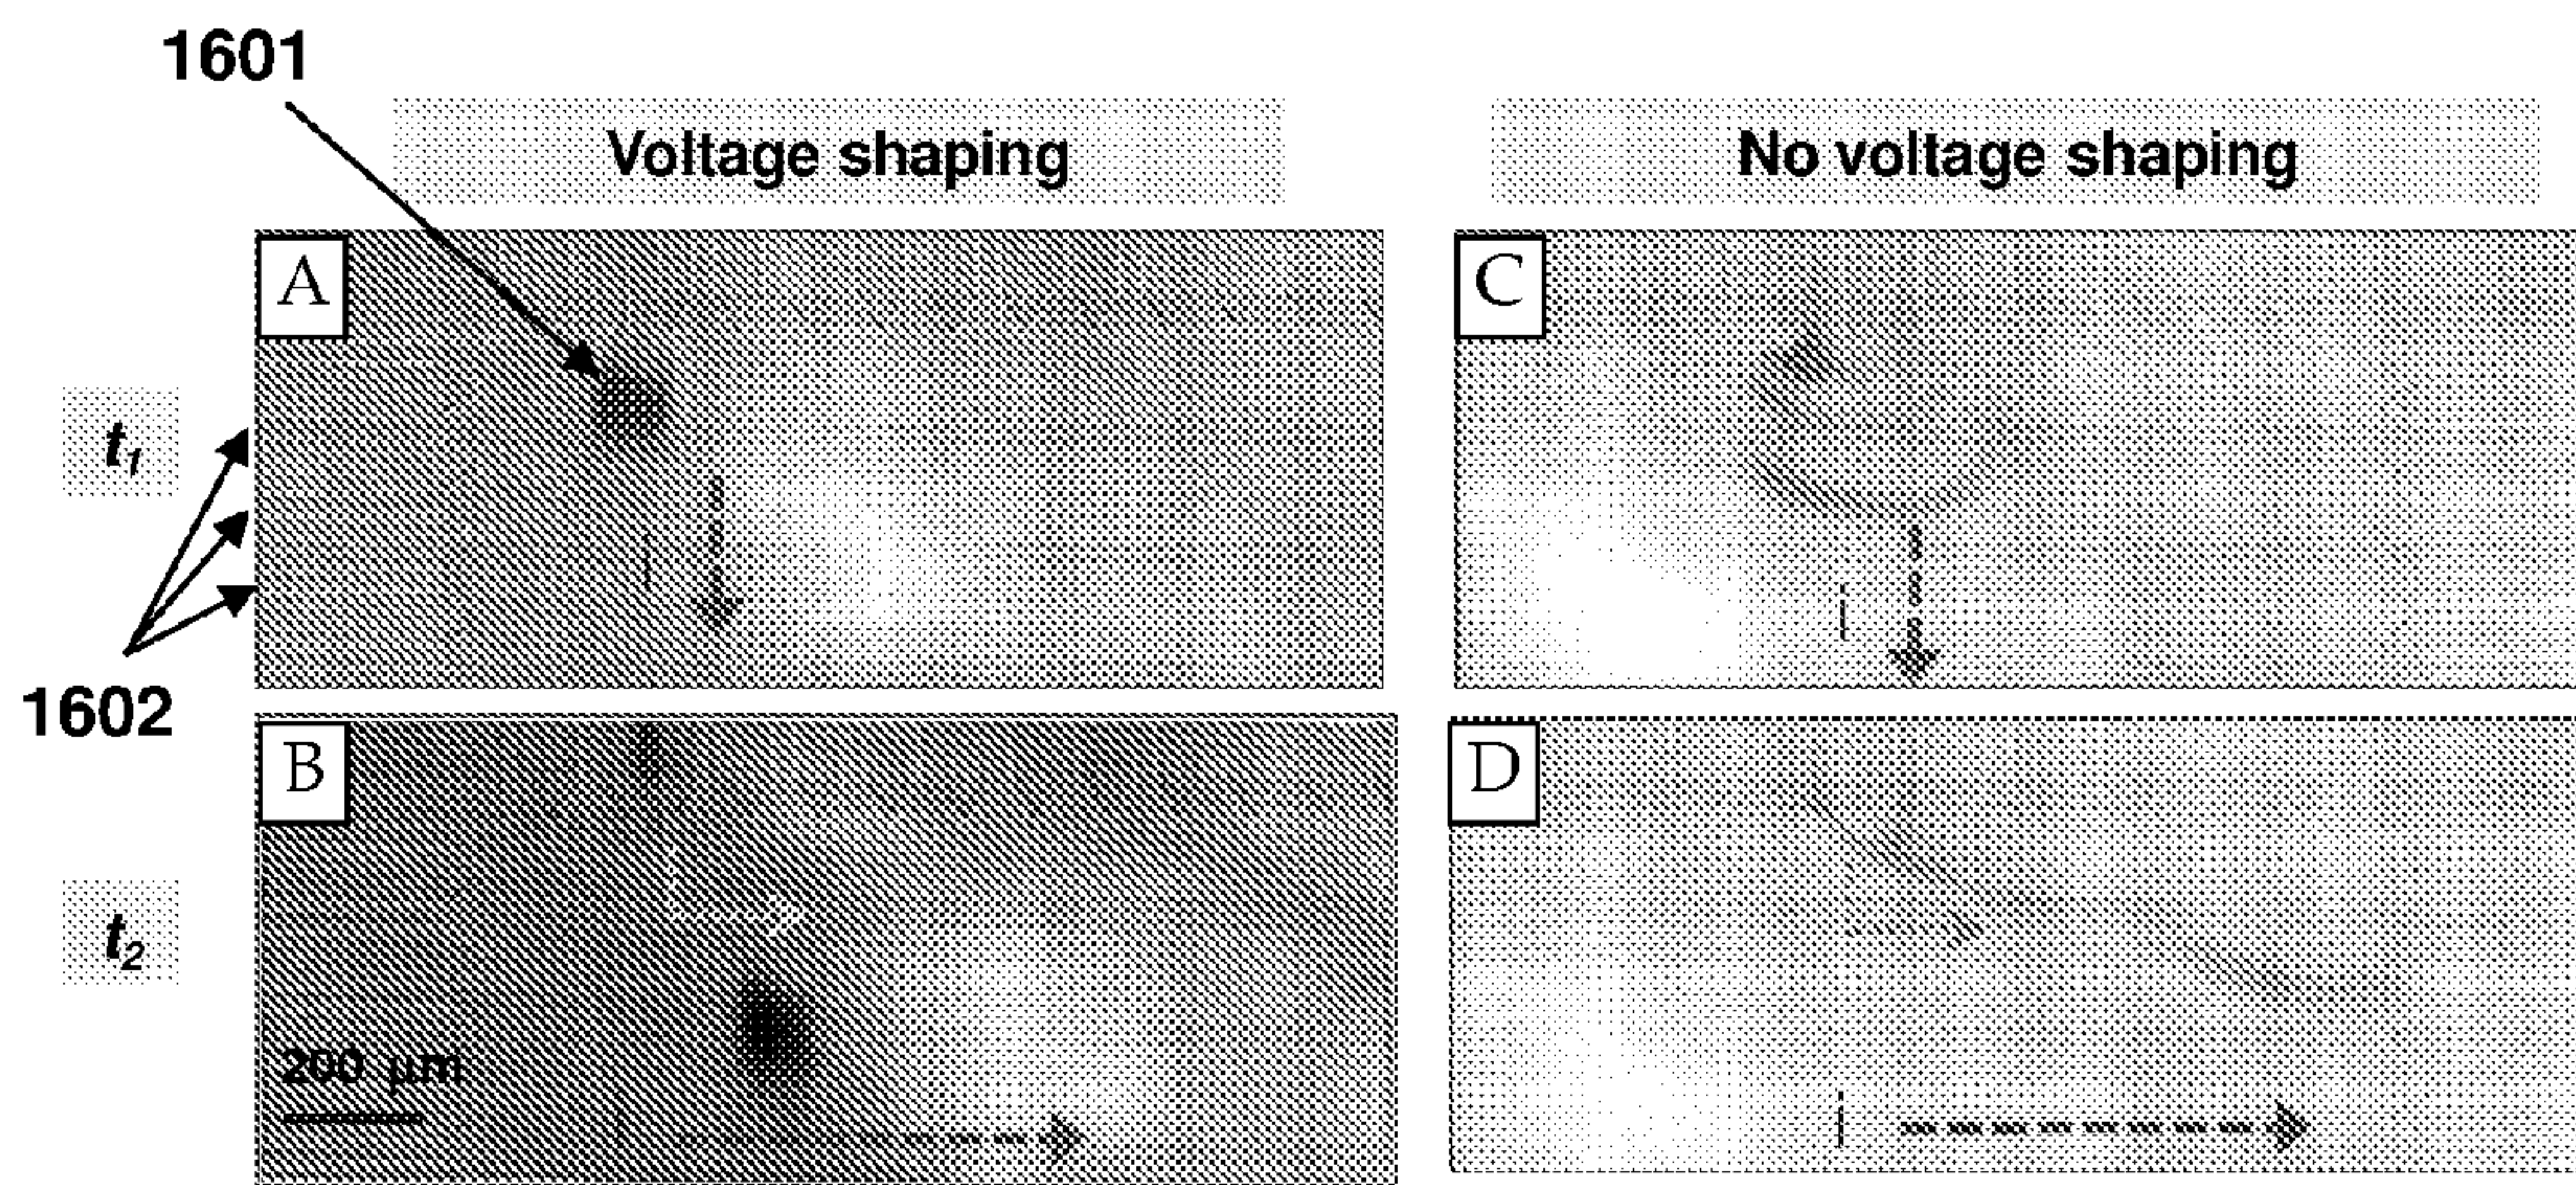 1601
Voltage shaping
No voltage shaping
A
C
t1
1602
B
D
t2
200 µm